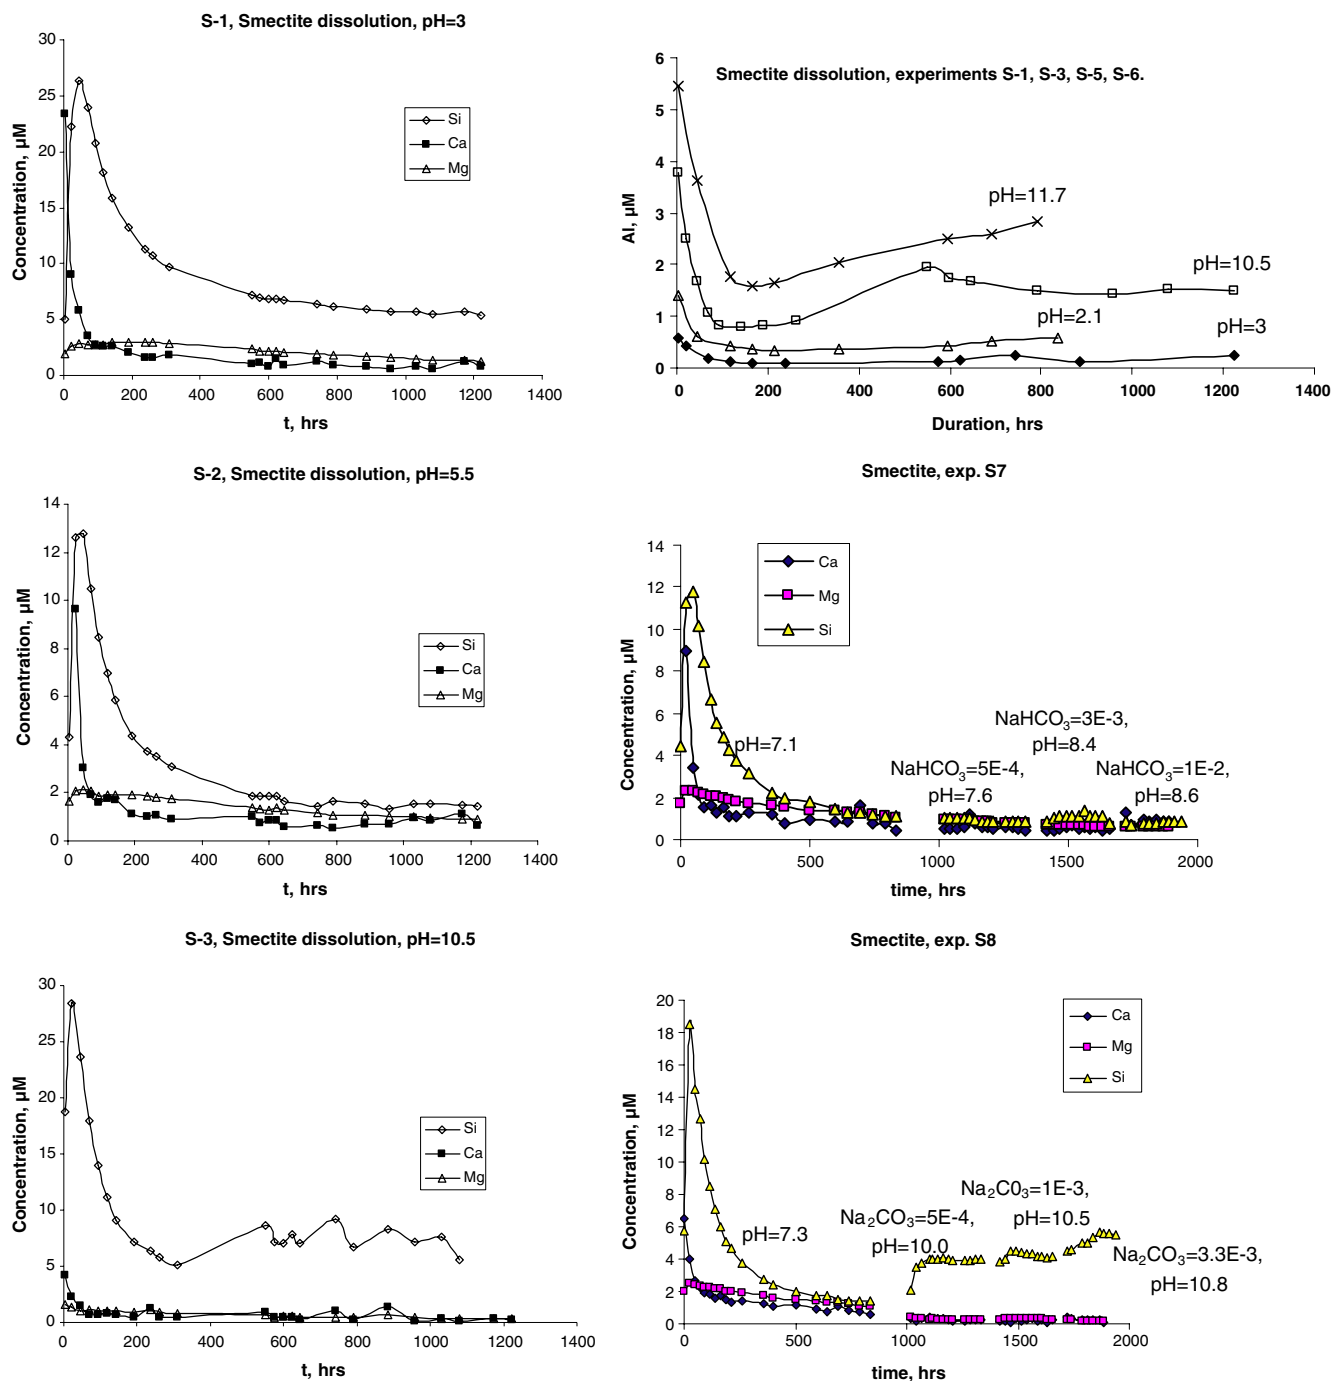 S-1, Smectite dissolution, pH=3
Concentration, µM
30
25
20
15
10
5
0
Si
Ca
Mg
0 200 400 600 800 1000 1200 1400
t, hrs
Smectite dissolution, experiments S-1, S-3, S-5, S-6.
Al, µM
6
5
4
3
2
1
0
pH=11.7
pH=10.5
pH=2.1
pH=3
0 200 400 600 800 1000 1200 1400
Duration, hrs
S-2, Smectite dissolution, pH=5.5
Concentration, µM
14
12
10
8
6
4
2
0
Si
Ca
Mg
0 200 400 600 800 1000 1200 1400
t, hrs
Smectite, exp. S7
Concentration, µM
14
12
10
8
6
4
2
0
Ca
Mg
Si
pH=7.1
NaHCO₃=3E-3,
pH=8.4
NaHCO₃=5E-4,
pH=7.6
NaHCO₃=1E-2,
pH=8.6
0 500 1000 1500 2000
time, hrs
S-3, Smectite dissolution, pH=10.5
Concentration, µM
30
25
20
15
10
5
0
Si
Ca
Mg
0 200 400 600 800 1000 1200 1400
t, hrs
Smectite, exp. S8
Concentration, µM
20
18
16
14
12
10
8
6
4
2
0
Ca
Mg
Si
pH=7.3
Na₂CO₃=5E-4,
pH=10.0
Na₂C0₃=1E-3,
pH=10.5
Na₂CO₃=3.3E-3,
pH=10.8
0 500 1000 1500 2000
time, hrs